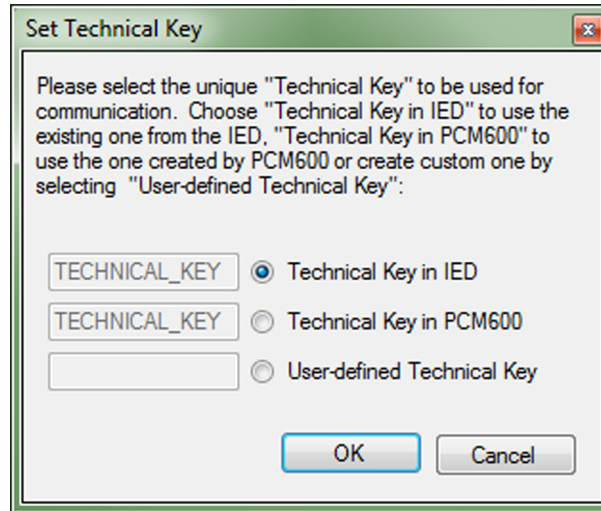 Set Technical Key
Please select the unique "Technical Key" to be used for
communication.  Choose "Technical Key in IED" to use the
existing one from the IED, "Technical Key in PCM600" to
use the one created by PCM600 or create custom one by
selecting  "User-defined Technical Key":
TECHNICAL_KEY Technical Key in IED
TECHNICAL_KEY Technical Key in PCM600
User-defined Technical Key
OK Cancel